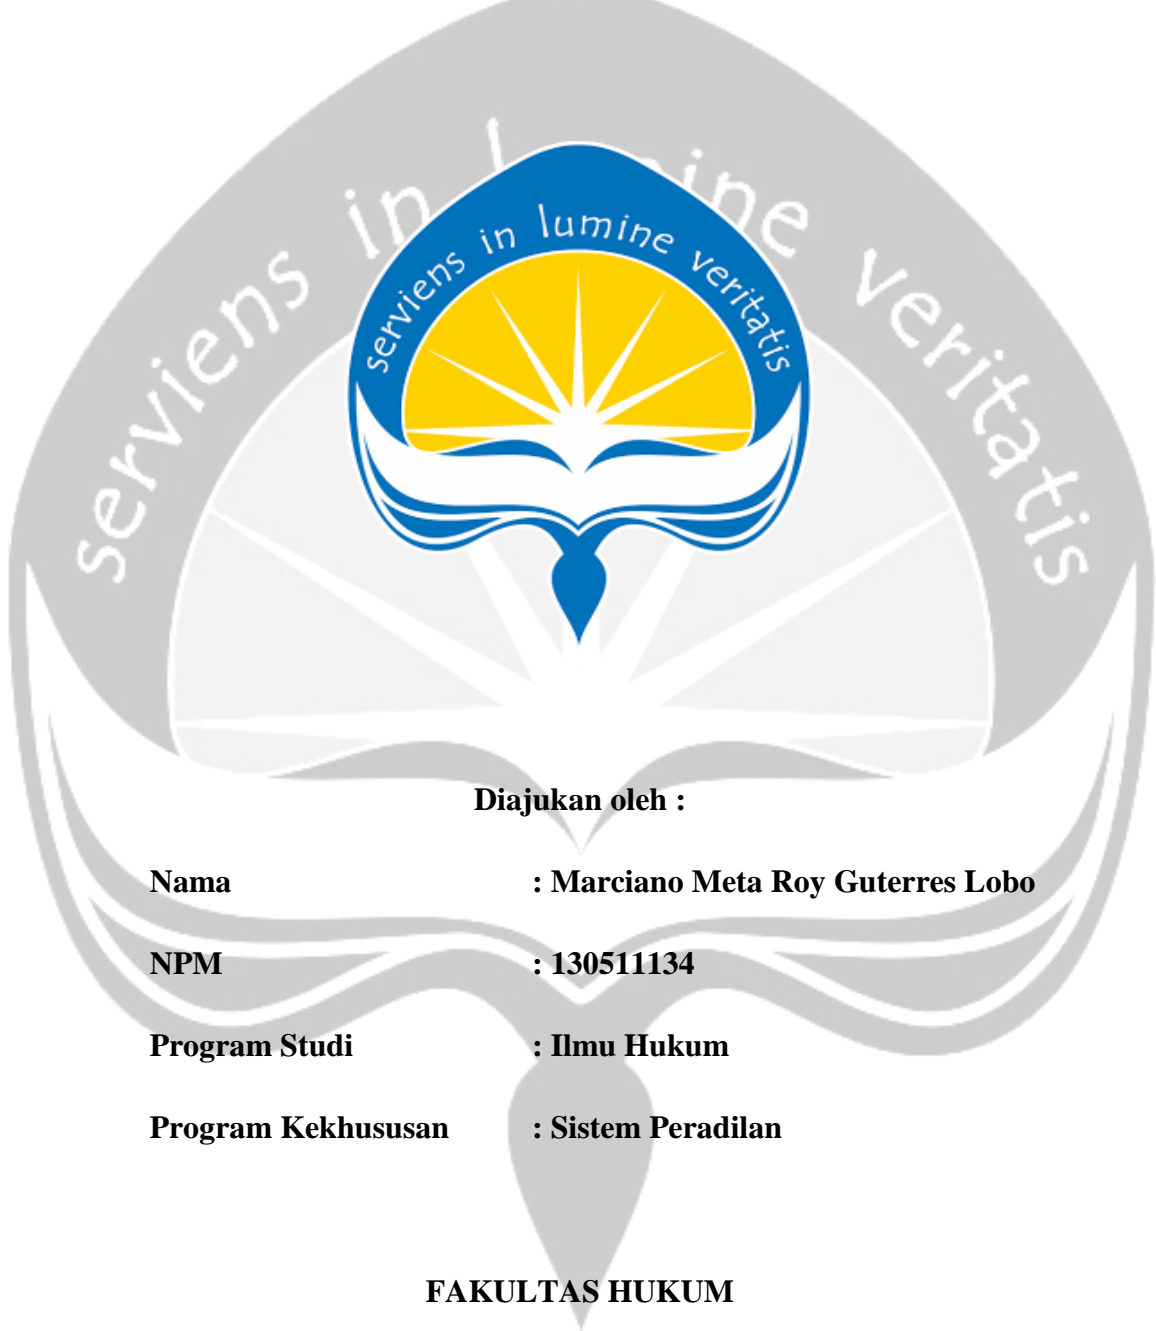 serviens in lumine veritatis
serviens in lumine veritatis
Diajukan oleh :
Nama : Marciano Meta Roy Guterres Lobo
NPM : 130511134
Program Studi : Ilmu Hukum
Program Kekhususan : Sistem Peradilan
FAKULTAS HUKUM